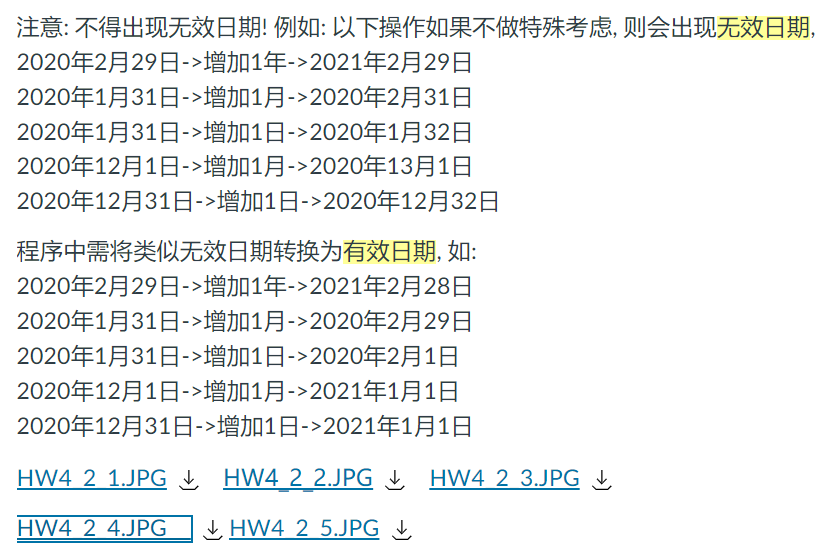 注意: 不得出现无效日期! 例如: 以下操作如果不做特殊考虑, 则会出现无效日期,
2020年2月29日->增加1年->2021年2月29日
2020年1月31日->增加1月->2020年2月31日
2020年1月31日->增加1日->2020年1月32日
2020年12月1日->增加1月->2020年13月1日
2020年12月31日->增加1日->2020年12月32日
程序中需将类似无效日期转换为有效日期, 如:
2020年2月29日->增加1年->2021年2月28日
2020年1月31日->增加1月->2020年2月29日
2020年1月31日->增加1日->2020年2月1日
2020年12月1日->增加1月->2021年1月1日
2020年12月31日->增加1日->2021年1月1日
HW4_2_1.JPG HW4_2_2.JPG HW4_2_3.JPG
HW4_2_4.JPG HW4_2_5.JPG